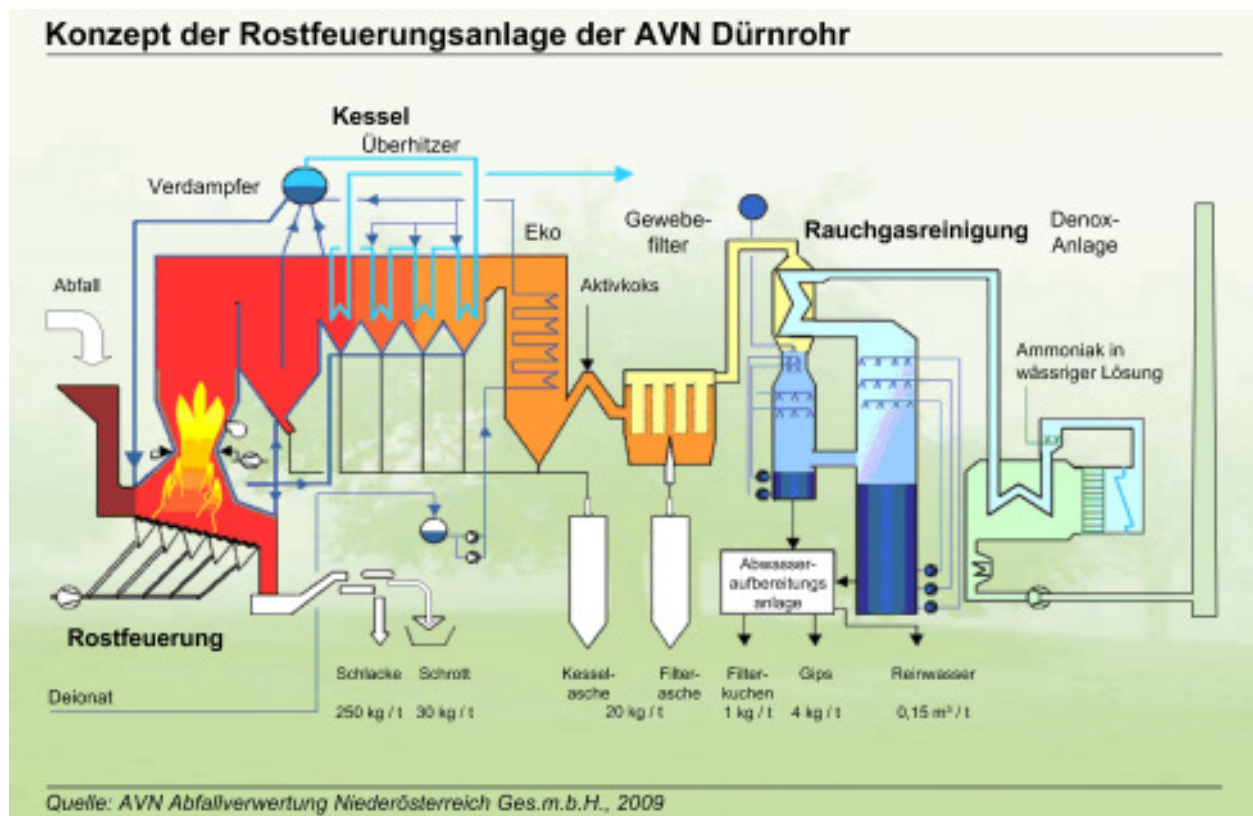 Konzept der Rostfeuerungsanlage der AVN Dürnrohr
Kessel
Überhitzer
Verdampfer
Eko
Gewebe-
filter
Rauchgasreinigung
Denox-
Anlage
Abfall
Aktivkoks
Ammoniak in
wässriger Lösung
Abwasser-
aufbereitungs
anlage
Rostfeuerung
Deionat
Schlacke
250 kg / t
Schrott
30 kg / t
Kessel-
asche
Filter-
asche
20 kg / t
Filter-
kuchen
1 kg / t
Gips
4 kg / t
Reinwasser
0,15 m³ / t
Quelle: AVN Abfallverwertung Niederösterreich Ges.m.b.H., 2009